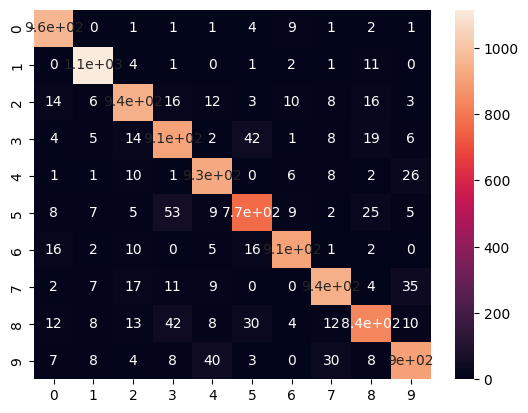 0 9.6e+02 0 1 1 1 4 9 1 2 1
1 0 1.1e+03 4 1 0 1 2 1 11 0
2 14 6 9.4e+02 16 12 3 10 8 16 3
3 4 5 14 9.1e+02 2 42 1 8 19 6
4 1 1 10 1 9.3e+02 0 6 8 2 26
5 8 7 5 53 9 7.7e+02 9 2 25 5
6 16 2 10 0 5 16 9.1e+02 1 2 0
7 2 7 17 11 9 0 0 9.4e+02 4 35
8 12 8 13 42 8 30 4 12 8.4e+02 10
9 7 8 4 8 40 3 0 30 8 9e+02
0 1 2 3 4 5 6 7 8 9
1000
800
600
400
200
0